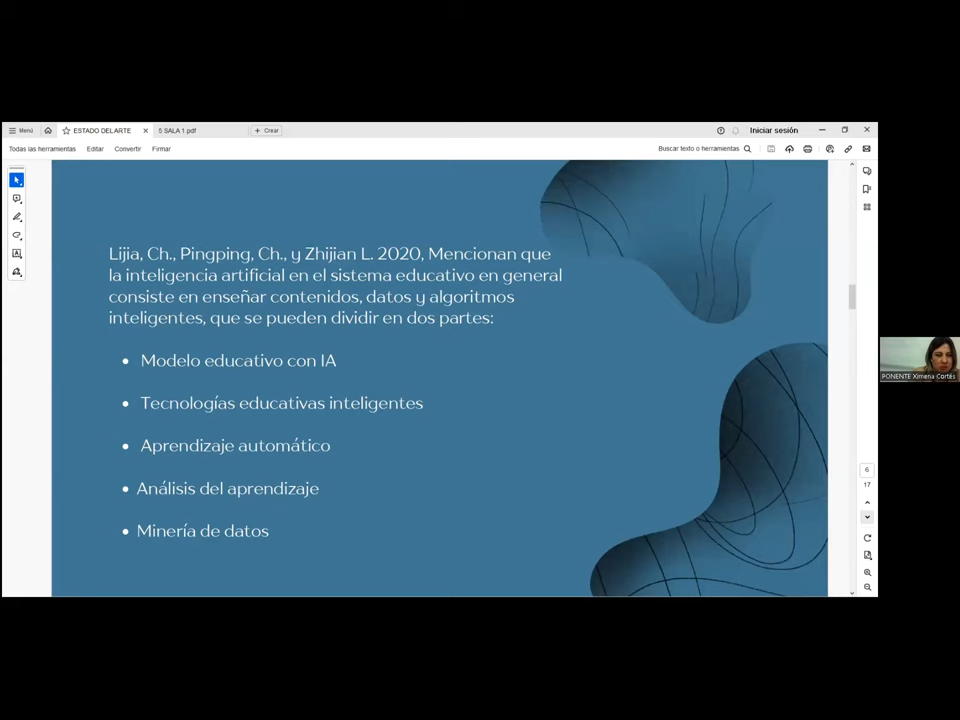 Menú
ESTADO DEL ARTE
5 SALA 1.pdf
Crear
Iniciar sesión
Todas las herramientas
Editar
Convertir
Firmar
Buscar texto o herramientas
Lijia, Ch., Pingping, Ch., y Zhijian L. 2020, Mencionan que
la inteligencia artificial en el sistema educativo en general
consiste en enseñar contenidos, datos y algoritmos
inteligentes, que se pueden dividir en dos partes:
• Modelo educativo con IA
• Tecnologías educativas inteligentes
• Aprendizaje automático
• Análisis del aprendizaje
• Minería de datos
PONENTE Ximena Cortés
6
17